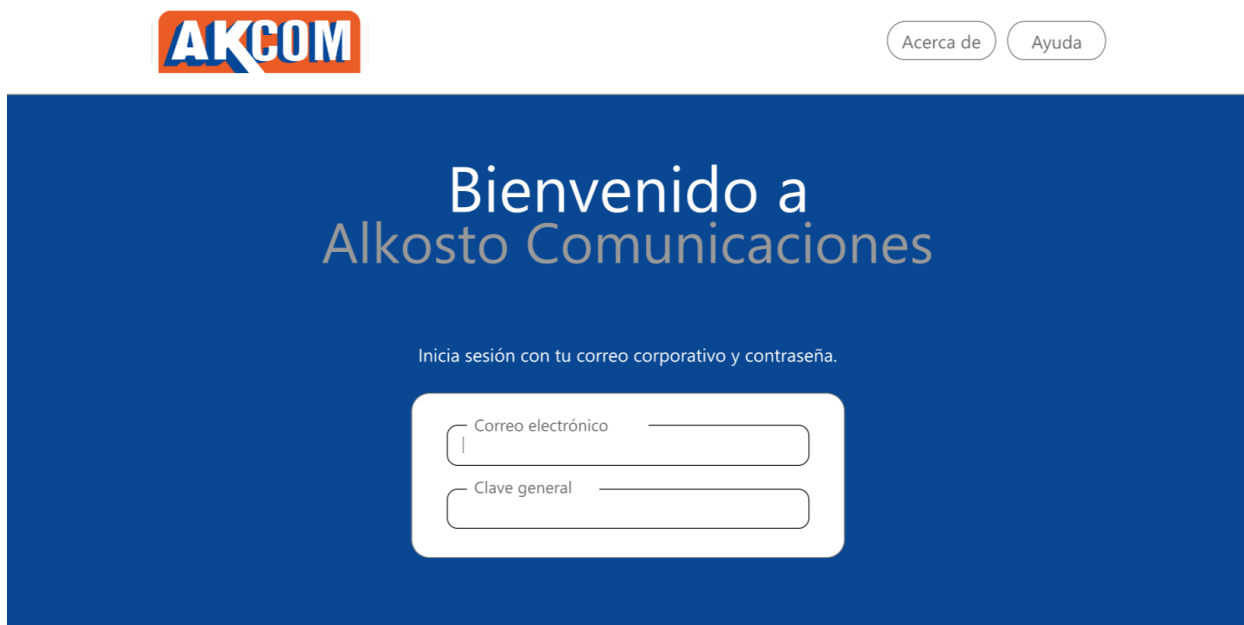 AKCOM
Acerca de
Ayuda
Bienvenido a
Alkosto Comunicaciones
Inicia sesión con tu correo corporativo y contraseña.
Correo electrónico
Clave general